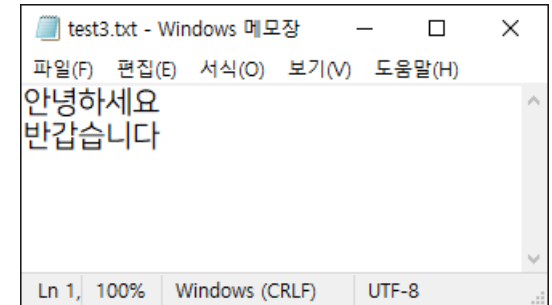 test3.txt - Windows 메모장
파일(F) 편집(E) 서식(O) 보기(V) 도움말(H)
안녕하세요
반갑습니다
Ln 1, 100% Windows (CRLF) UTF-8